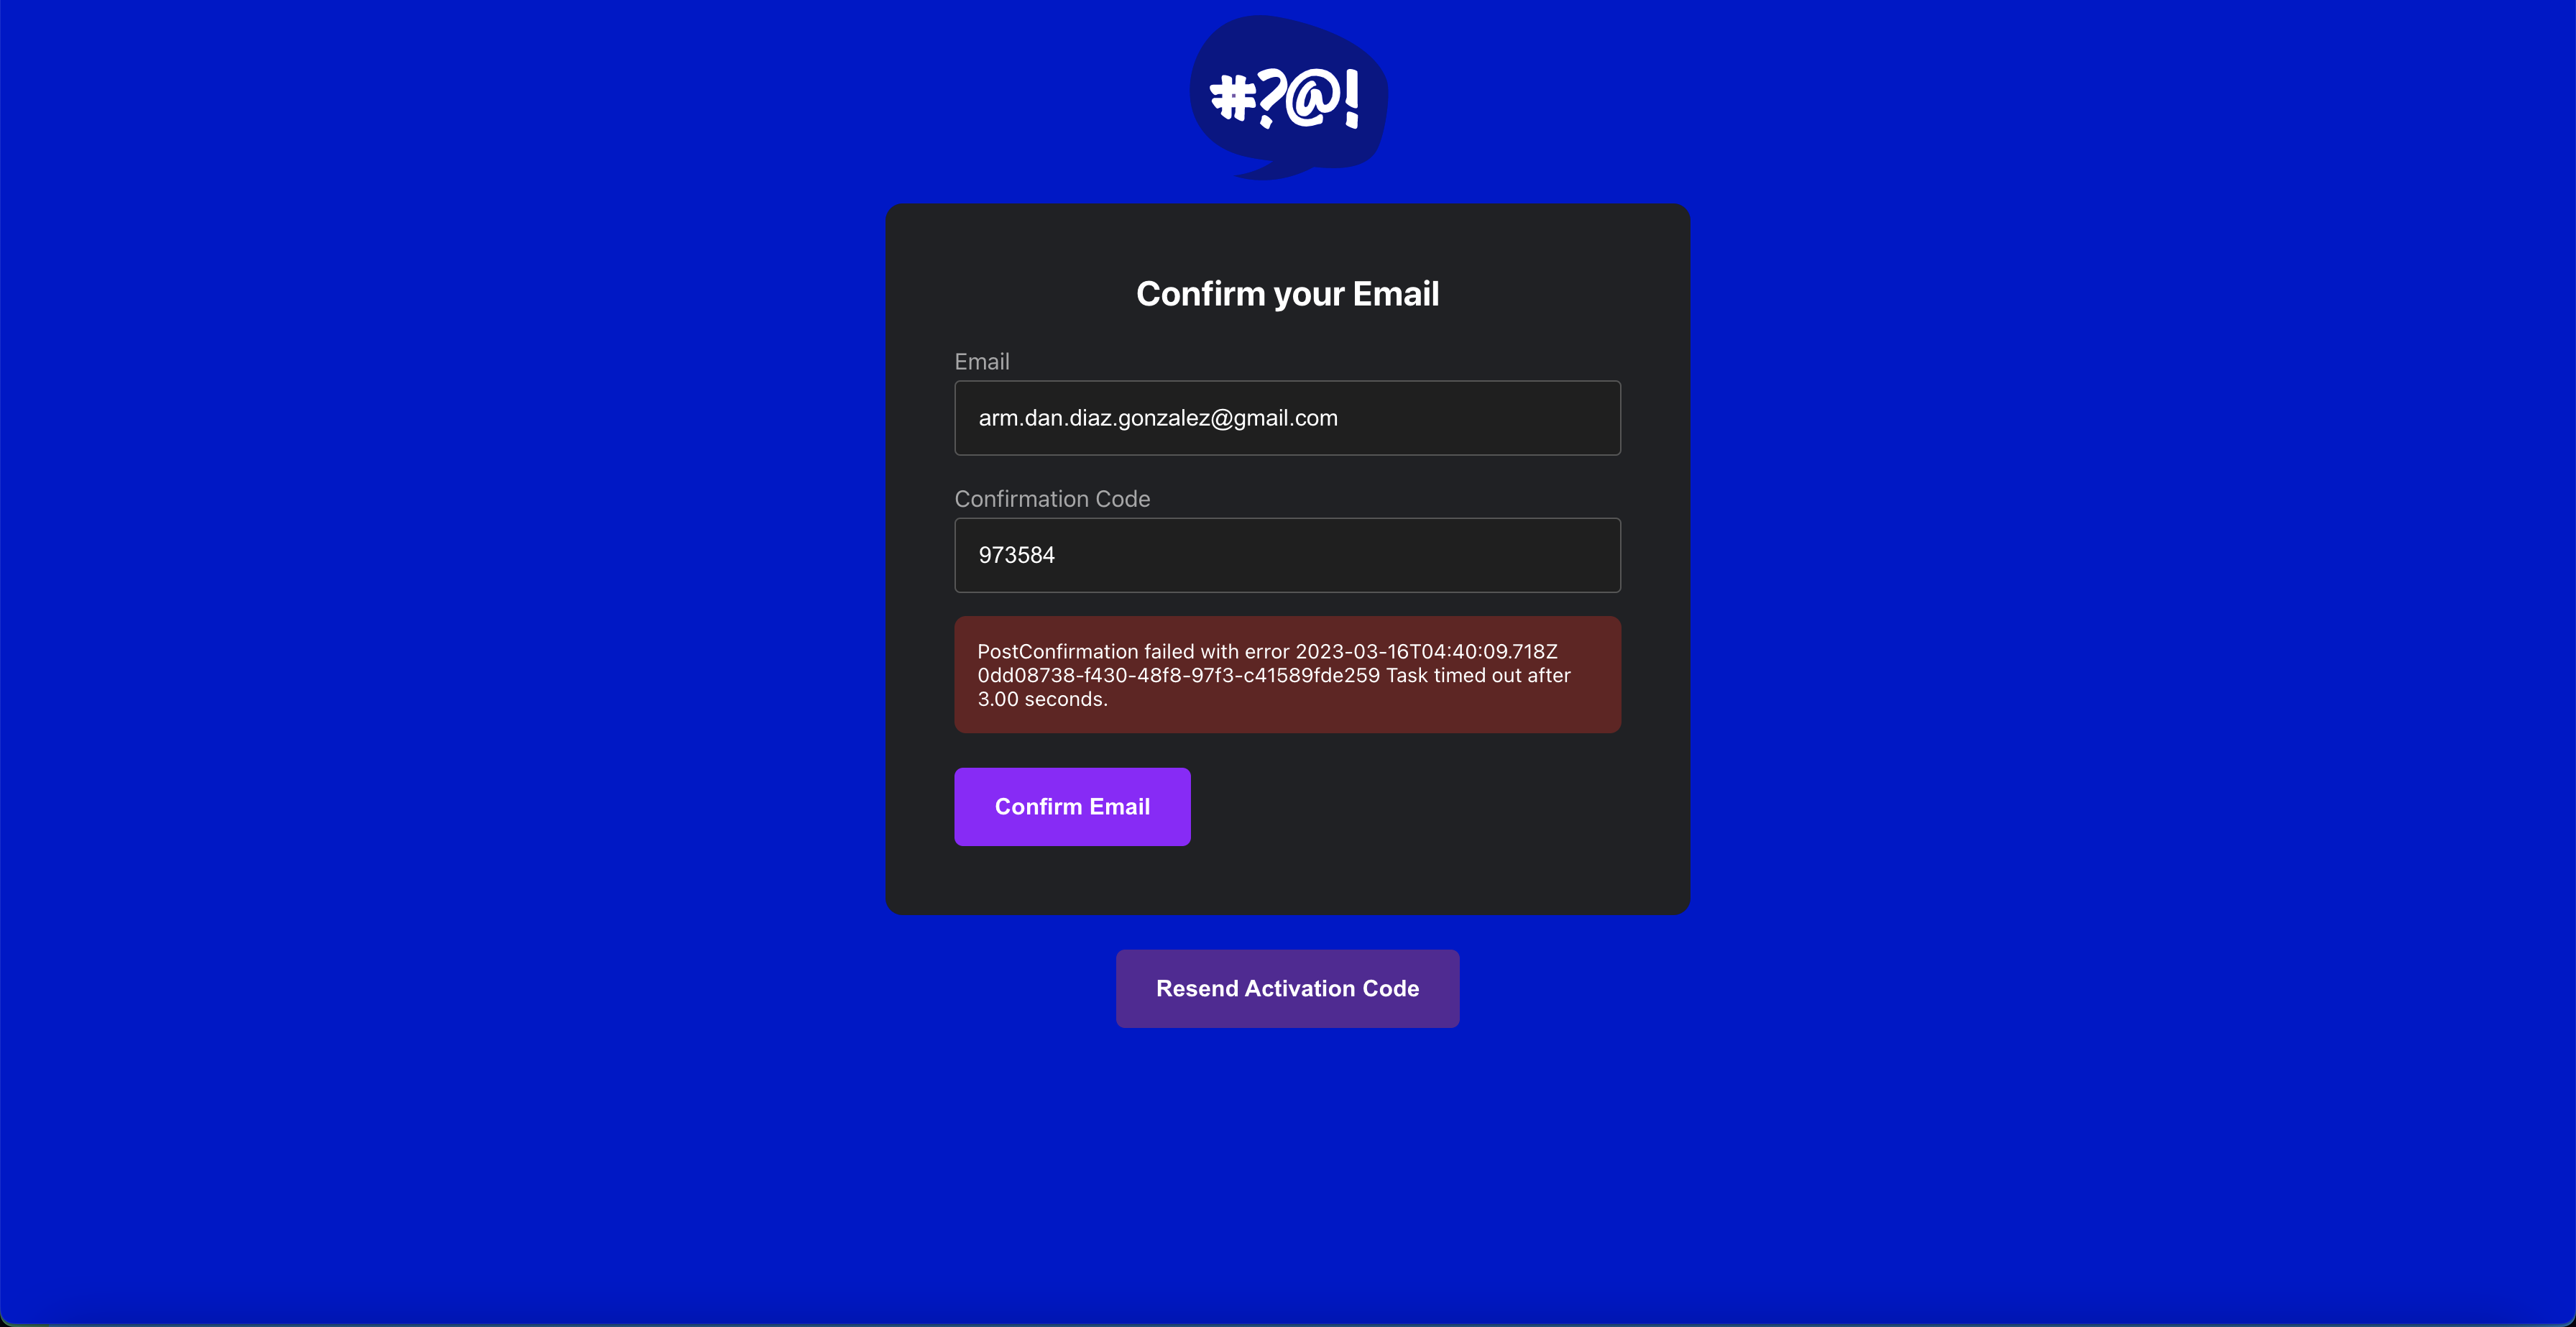 #?@!
Confirm your Email
Email
arm.dan.diaz.gonzalez@gmail.com
Confirmation Code
973584
PostConfirmation failed with error 2023-03-16T04:40:09.718Z
0dd08738-f430-48f8-97f3-c41589fde259 Task timed out after
3.00 seconds.
Confirm Email
Resend Activation Code